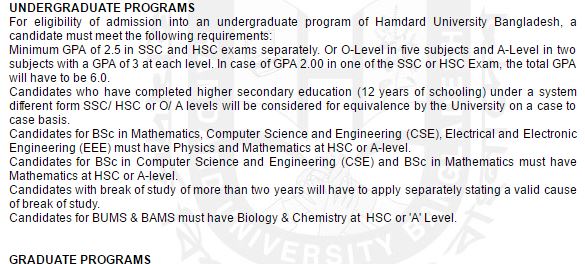 UNDERGRADUATE PROGRAMS
For eligibility of admission into an undergraduate program of Hamdard University Bangladesh, a
candidate must meet the following requirements:
Minimum GPA of 2.5 in SSC and HSC exams separately. Or O-Level in five subjects and A-Level in two
subjects with a GPA of 3 at each level. In case of GPA 2.00 in one of the SSC or HSC Exam, the total GPA
will have to be 6.0.
Candidates who have completed higher secondary education (12 years of schooling) under a system
different form SSC/ HSC or O/ A levels will be considered for equivalence by the University on a case to
case basis.
Candidates for BSc in Mathematics, Computer Science and Engineering (CSE), Electrical and Electronic
Engineering (EEE) must have Physics and Mathematics at HSC or A-level.
Candidates for BSc in Computer Science and Engineering (CSE) and BSc in Mathematics must have
Mathematics at HSC or A-level.
Candidates with break of study of more than two years will have to apply separately stating a valid cause
of break of study.
Candidates for BUMS & BAMS must have Biology & Chemistry at  HSC or 'A' Level.
GRADUATE PROGRAMS